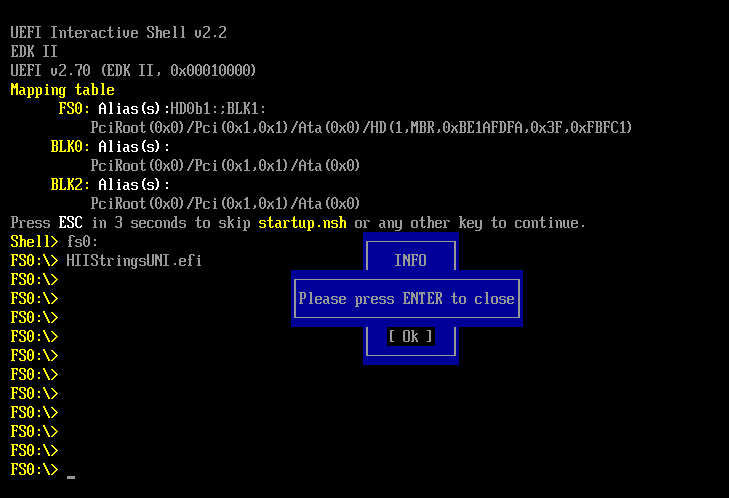 UEFI Interactive Shell v2.2
EDK II
UEFI v2.70 (EDK II, 0x00010000)
Mapping table
FS0: Alias(s):HD0b1:;BLK1:
PciRoot(0x0)/Pci(0x1,0x1)/Ata(0x0)/HD(1,MBR,0xBE1AFDFA,0x3F,0xFBFC1)
BLK0: Alias(s):
PciRoot(0x0)/Pci(0x1,0x1)/Ata(0x0)
BLK2: Alias(s):
PciRoot(0x0)/Pci(0x1,0x1)/Ata(0x0)
Press ESC in 3 seconds to skip startup.nsh or any other key to continue.
Shell> fs0:
FS0:\> HIIStringsUNI.efi
INFO
FS0:\>
FS0:\>
Please press ENTER to close
FS0:\>
FS0:\>
[ Ok ]
FS0:\>
FS0:\>
FS0:\>
FS0:\>
FS0:\>
FS0:\>
FS0:\> _